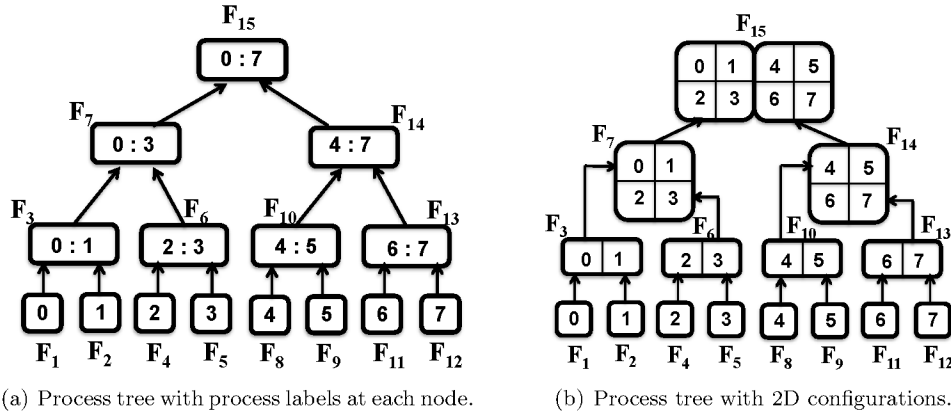 F15
0 : 7
F7
0 : 3
F14
4 : 7
F3
0 : 1
F6
2 : 3
F10
4 : 5
F13
6 : 7
0 1 2 3 4 5 6 7
F1 F2 F4 F5 F8 F9 F11 F12
(a) Process tree with process labels at each node.
F15
0 1 4 5
2 3 6 7
F7
0 1
2 3
F14
4 5
6 7
F3
0 1
F6
2 3
F10
4 5
F13
6 7
0 1 2 3 4 5 6 7
F1 F2 F4 F5 F8 F9 F11 F12
(b) Process tree with 2D configurations.